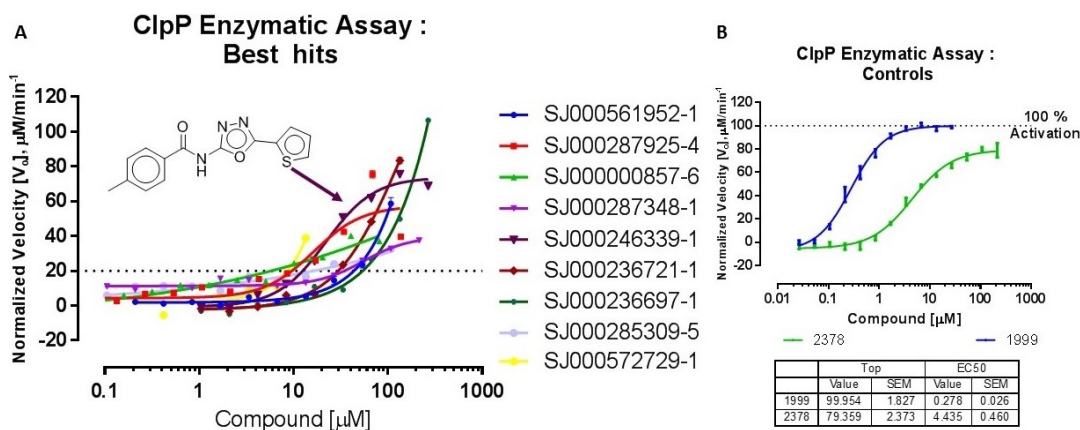 A
ClpP Enzymatic Assay :
Best hits
Normalized Velocity [V₀], µM/min⁻¹
120
100
80
60
40
20
0
-20
0.1
1
10
100
1000
Compound [µM]
O
N
H
N-N
O
S
SJ000561952-1
SJ000287925-4
SJ000000857-6
SJ000287348-1
SJ000246339-1
SJ000236721-1
SJ000236697-1
SJ000285309-5
SJ000572729-1
B
ClpP Enzymatic Assay :
Controls
Normalized Velocity [V₀], µM/min⁻¹
120
100
80
60
40
20
0
-20
100 %
Activation
0.01
0.1
1
10
100
1000
Compound [µM]
2378 1999
Top EC50
Value SEM Value SEM
1999 99.954 1.827 0.278 0.026
2378 79.359 2.373 4.435 0.460